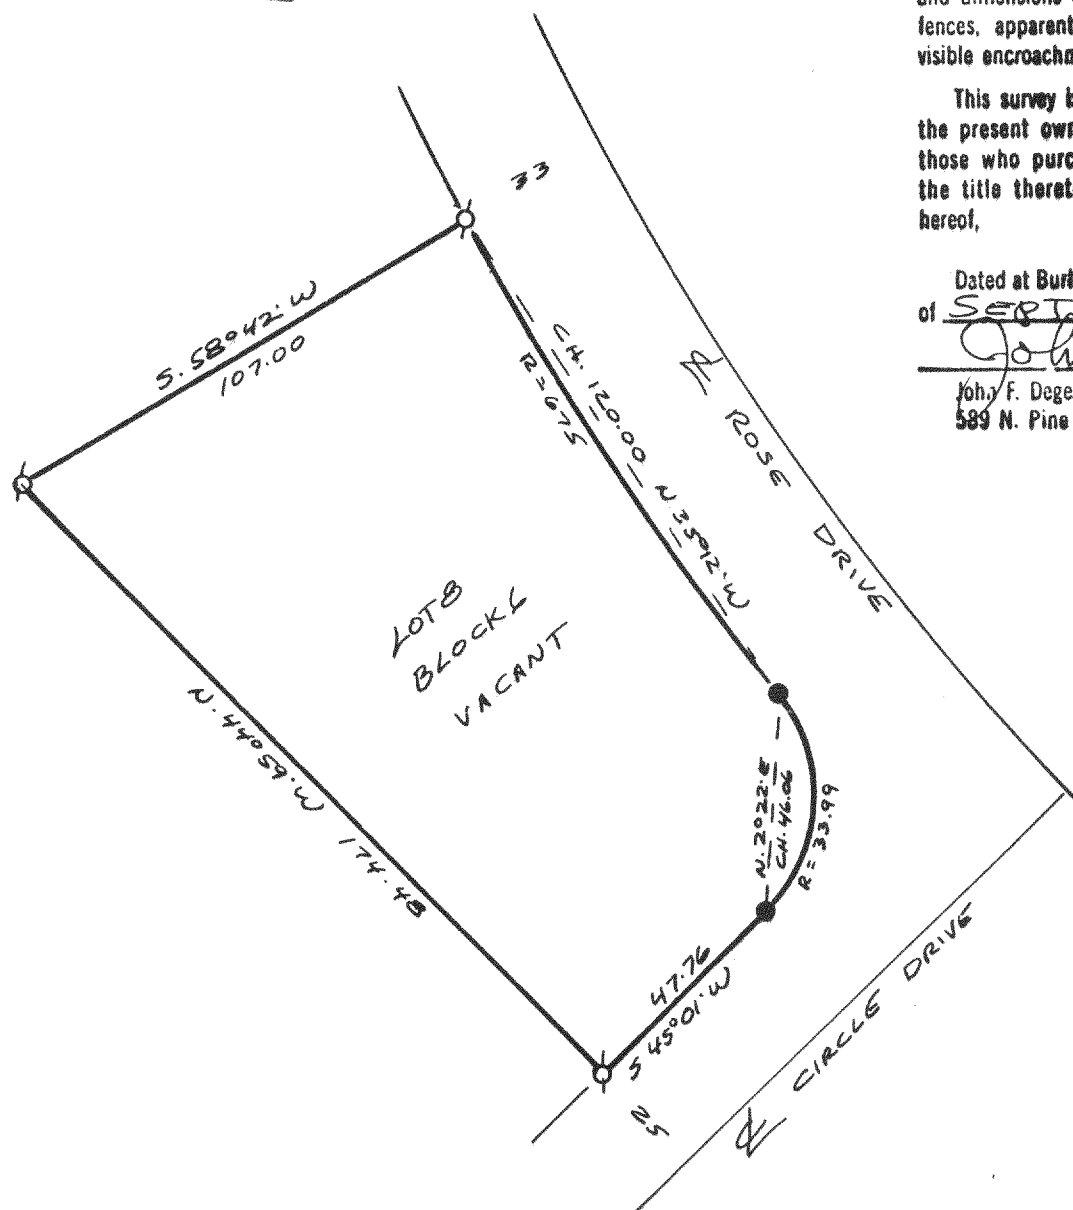 fences, apparent
visible encroachm
This survey
the present own
those who purc
the title theret
hereof,
Dated at Burl
of SEPT
John F. Dege
589 N. Pine
33
S. 58°42' W
107.00
CH. 120.00 N. 35°12' W
R = 675
ROSE DRIVE
LOT 8
BLOCK 6
VACANT
N. 44°59' W 174.48
N. 2°22' E
CH. 46.06
R = 33.99
47.76
S 45°01' W
25
CIRCLE DRIVE